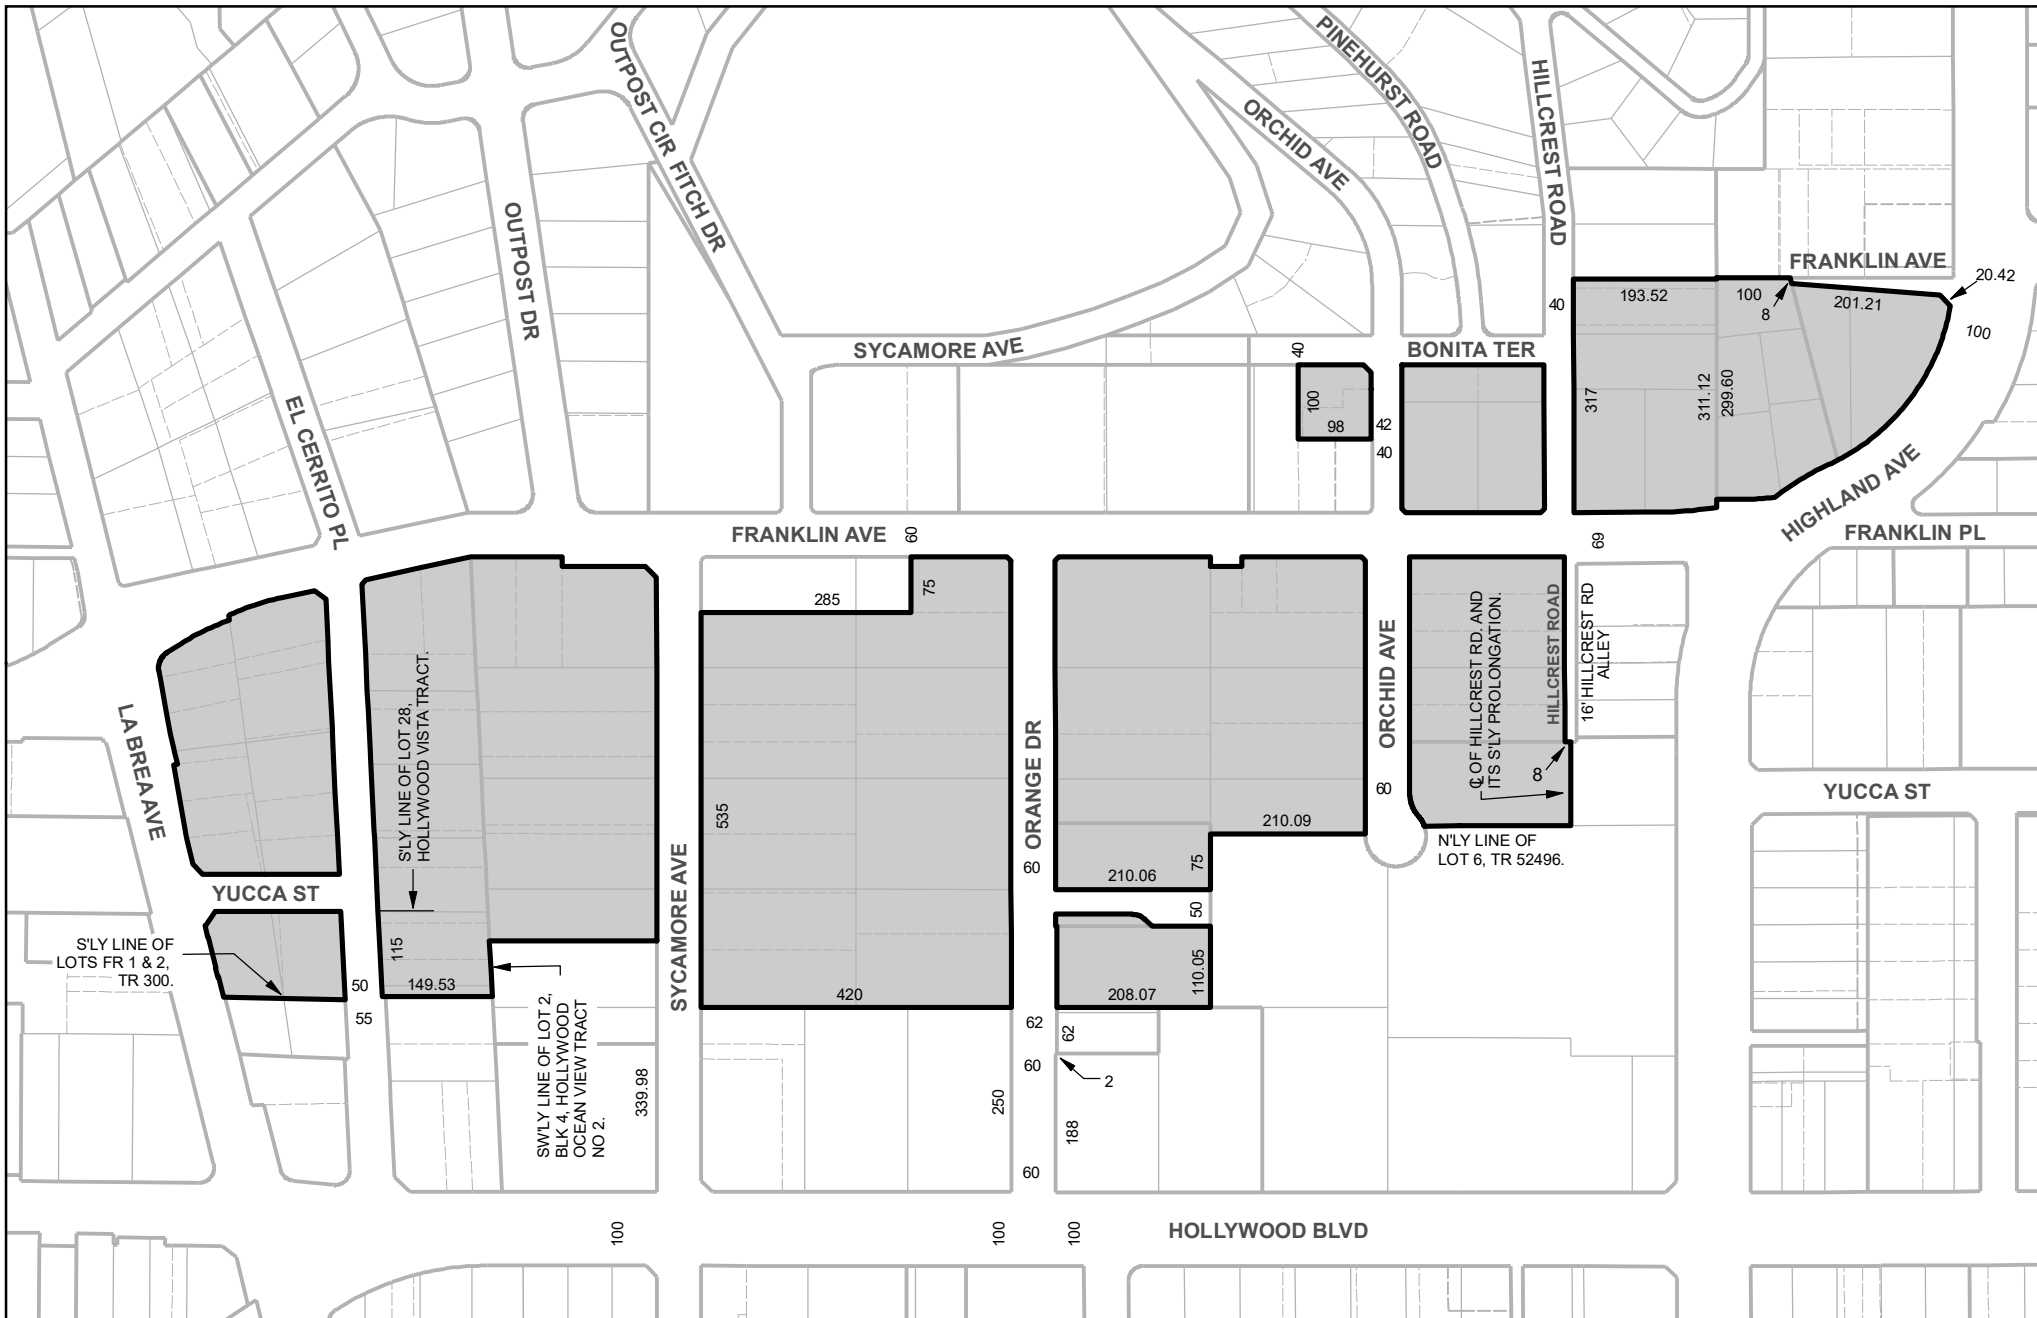 OUTPOST CIR
FITCH DR
PINEHURST ROAD
ORCHID AVE
HILLCREST ROAD
OUTPOST DR
FRANKLIN AVE
20.42
193.52
100
8
201.21
100
40
SYCAMORE AVE
40
BONITA TER
317
311.12
299.60
100
98
42
40
EL CERRITO PL
HIGHLAND AVE
FRANKLIN AVE
60
69
FRANKLIN PL
285
75
S'LY LINE OF LOT 28,
HOLLYWOOD VISTA TRACT.
ORCHID AVE
℄ OF HILLCREST RD. AND
ITS S'LY PROLONGATION.
HILLCREST ROAD
16' HILLCREST RD
ALLEY
LA BREA AVE
535
ORANGE DR
60
8
YUCCA ST
210.09
N'LY LINE OF
LOT 6, TR 52496.
60
210.06
75
YUCCA ST
50
SYCAMORE AVE
S'LY LINE OF
LOTS FR 1 & 2,
TR 300.
115
50
149.53
420
208.07
110.05
55
62
62
SW'LY LINE OF LOT 2,
BLK 4, HOLLYWOOD
OCEAN VIEW TRACT
NO 2.
339.98
250
60
2
188
60
100
100
100
HOLLYWOOD BLVD